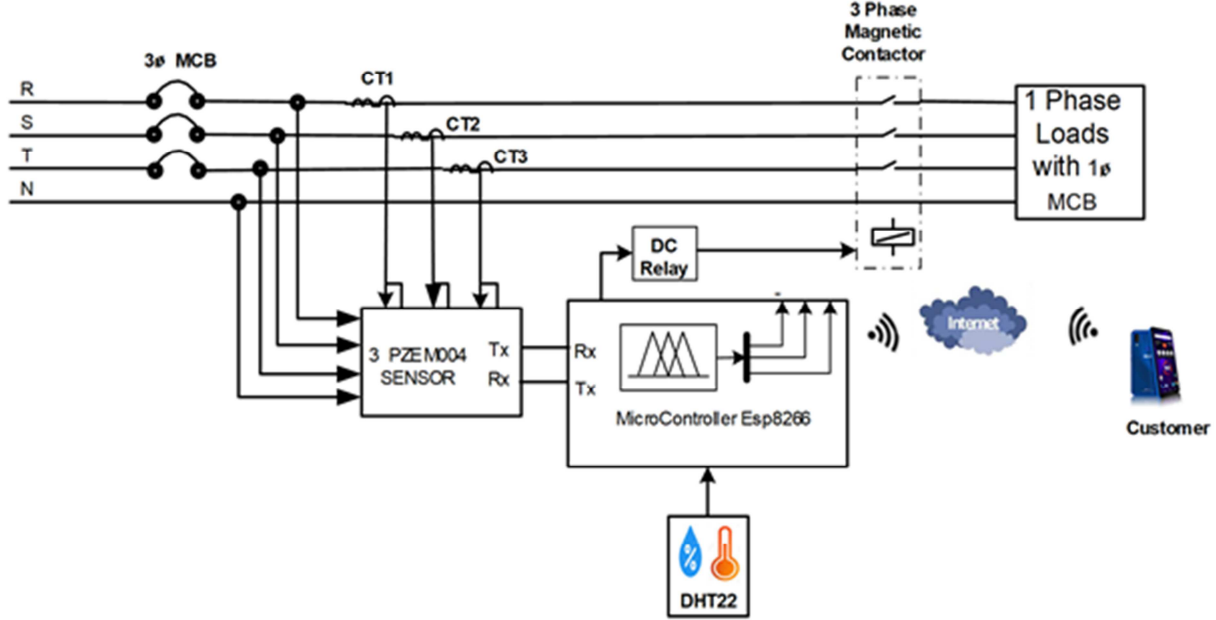 3 Phase
Magnetic
Contactor
3ø MCB
R
CT1
S
CT2
T
CT3
N
1 Phase
Loads
with 1ø
MCB
DC
Relay
Internet
3 PZEM004
SENSOR
Tx
Rx
Rx
Tx
MicroController Esp8266
Customer
%
DHT22